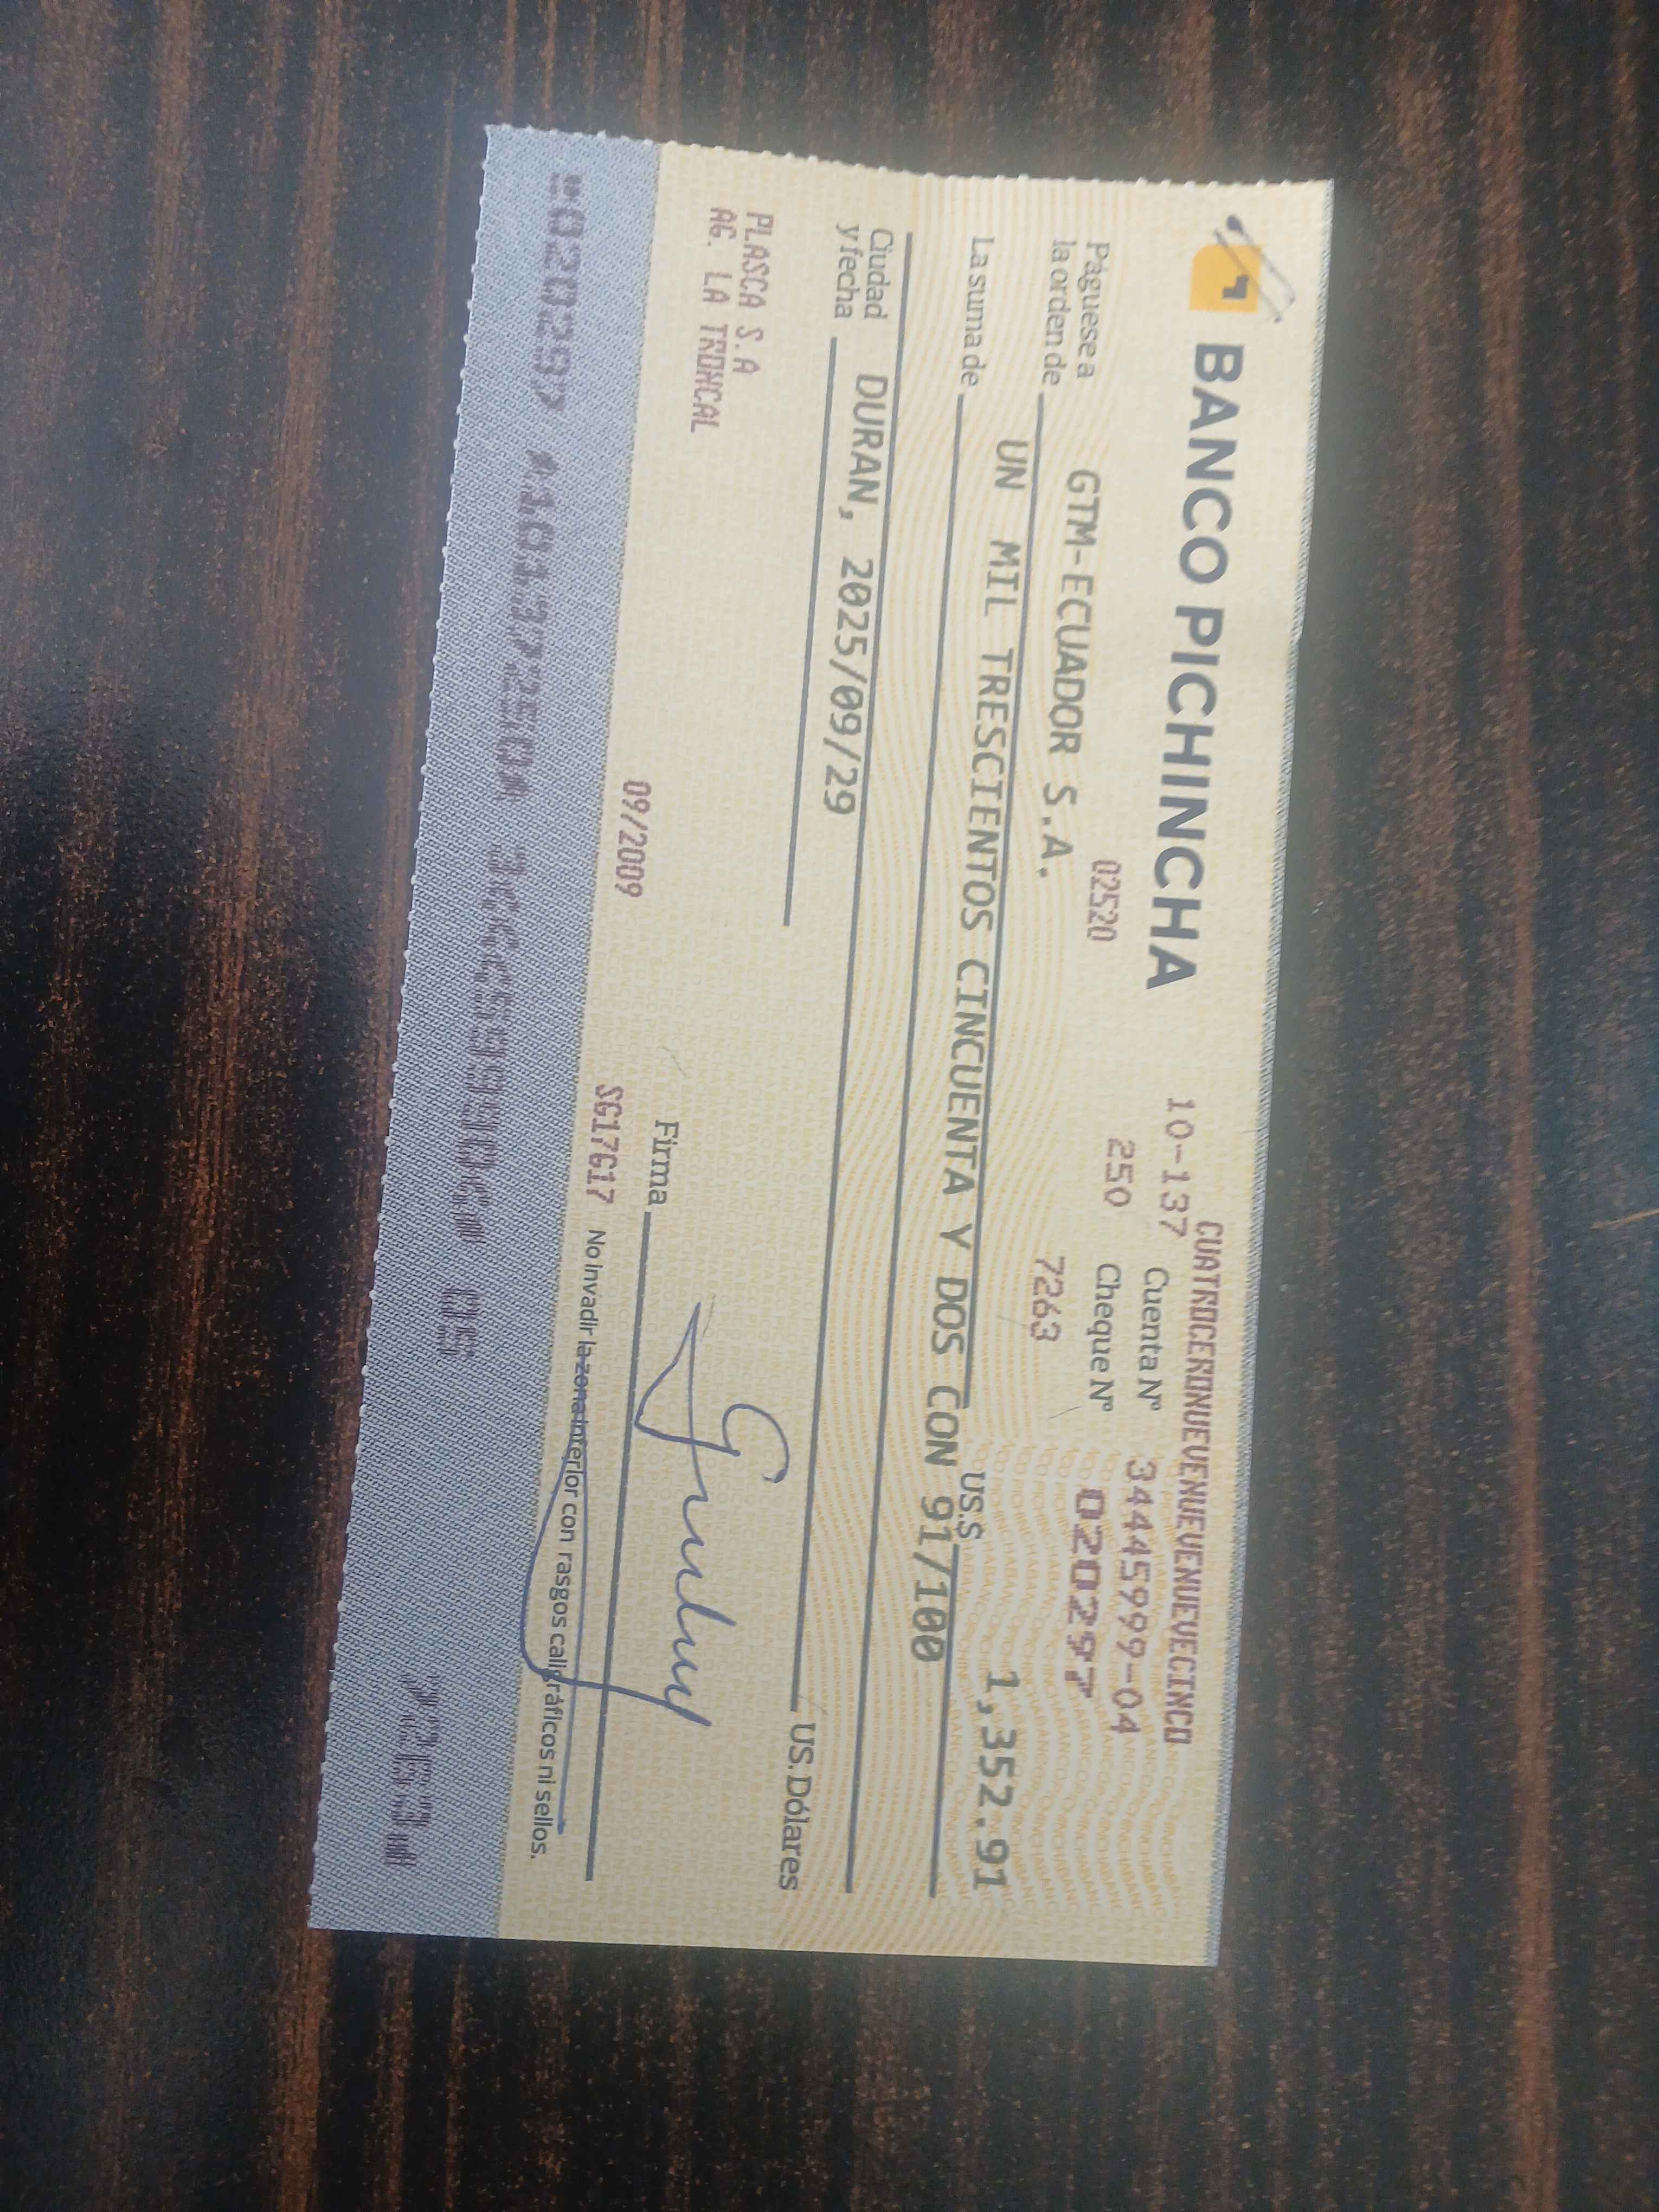 BANCO PICHINCHA
CUATROCERONUEVENUEVENUEVENUEVECINCO
10-137 Cuenta Nº 34445999-04
02520 250 Cheque Nº 020297
7263
Páguese a
la orden de GTM-ECUADOR S.A. US.$ 1,352.91
La suma de UN MIL TRESCIENTOS CINCUENTA Y DOS CON 91/100
US. Dólares
Ciudad
y fecha DURAN, 2025/09/29
PLASCA S.A
AG. LA TRONCAL
Firma
09/2009 SG17G17 No invadir la zona inferior con rasgos caligráficos ni sellos.